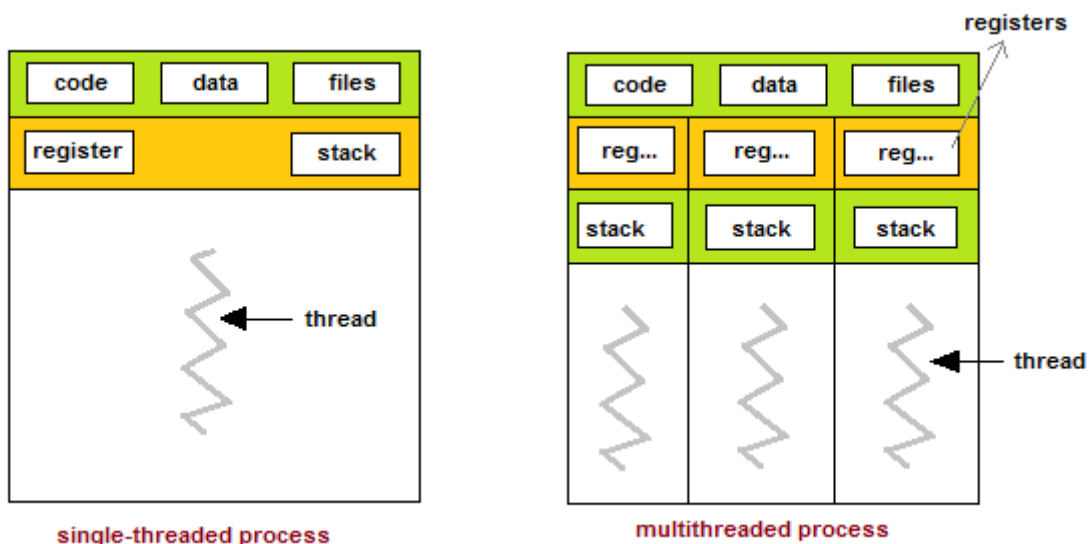 registers
code data files
register stack
thread
single-threaded process
code data files
reg... reg... reg...
stack stack stack
thread
multithreaded process